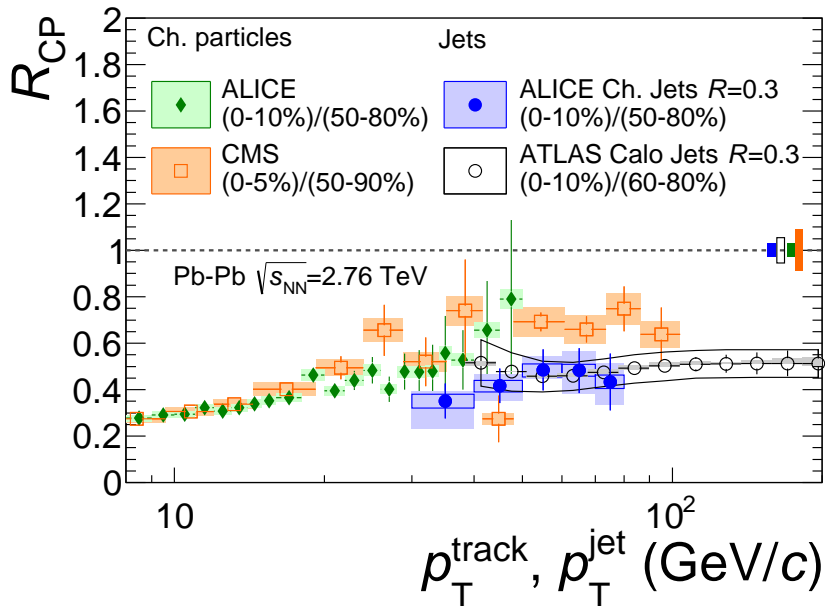 R_CP
2
1.8
1.6
1.4
1.2
1
0.8
0.6
0.4
0.2
0
Ch. particles
ALICE
(0-10%)/(50-80%)
CMS
(0-5%)/(50-90%)
Jets
ALICE Ch. Jets R=0.3
(0-10%)/(50-80%)
ATLAS Calo Jets R=0.3
(0-10%)/(60-80%)
Pb-Pb √s_NN=2.76 TeV
10
10²
p_T^track, p_T^jet (GeV/c)